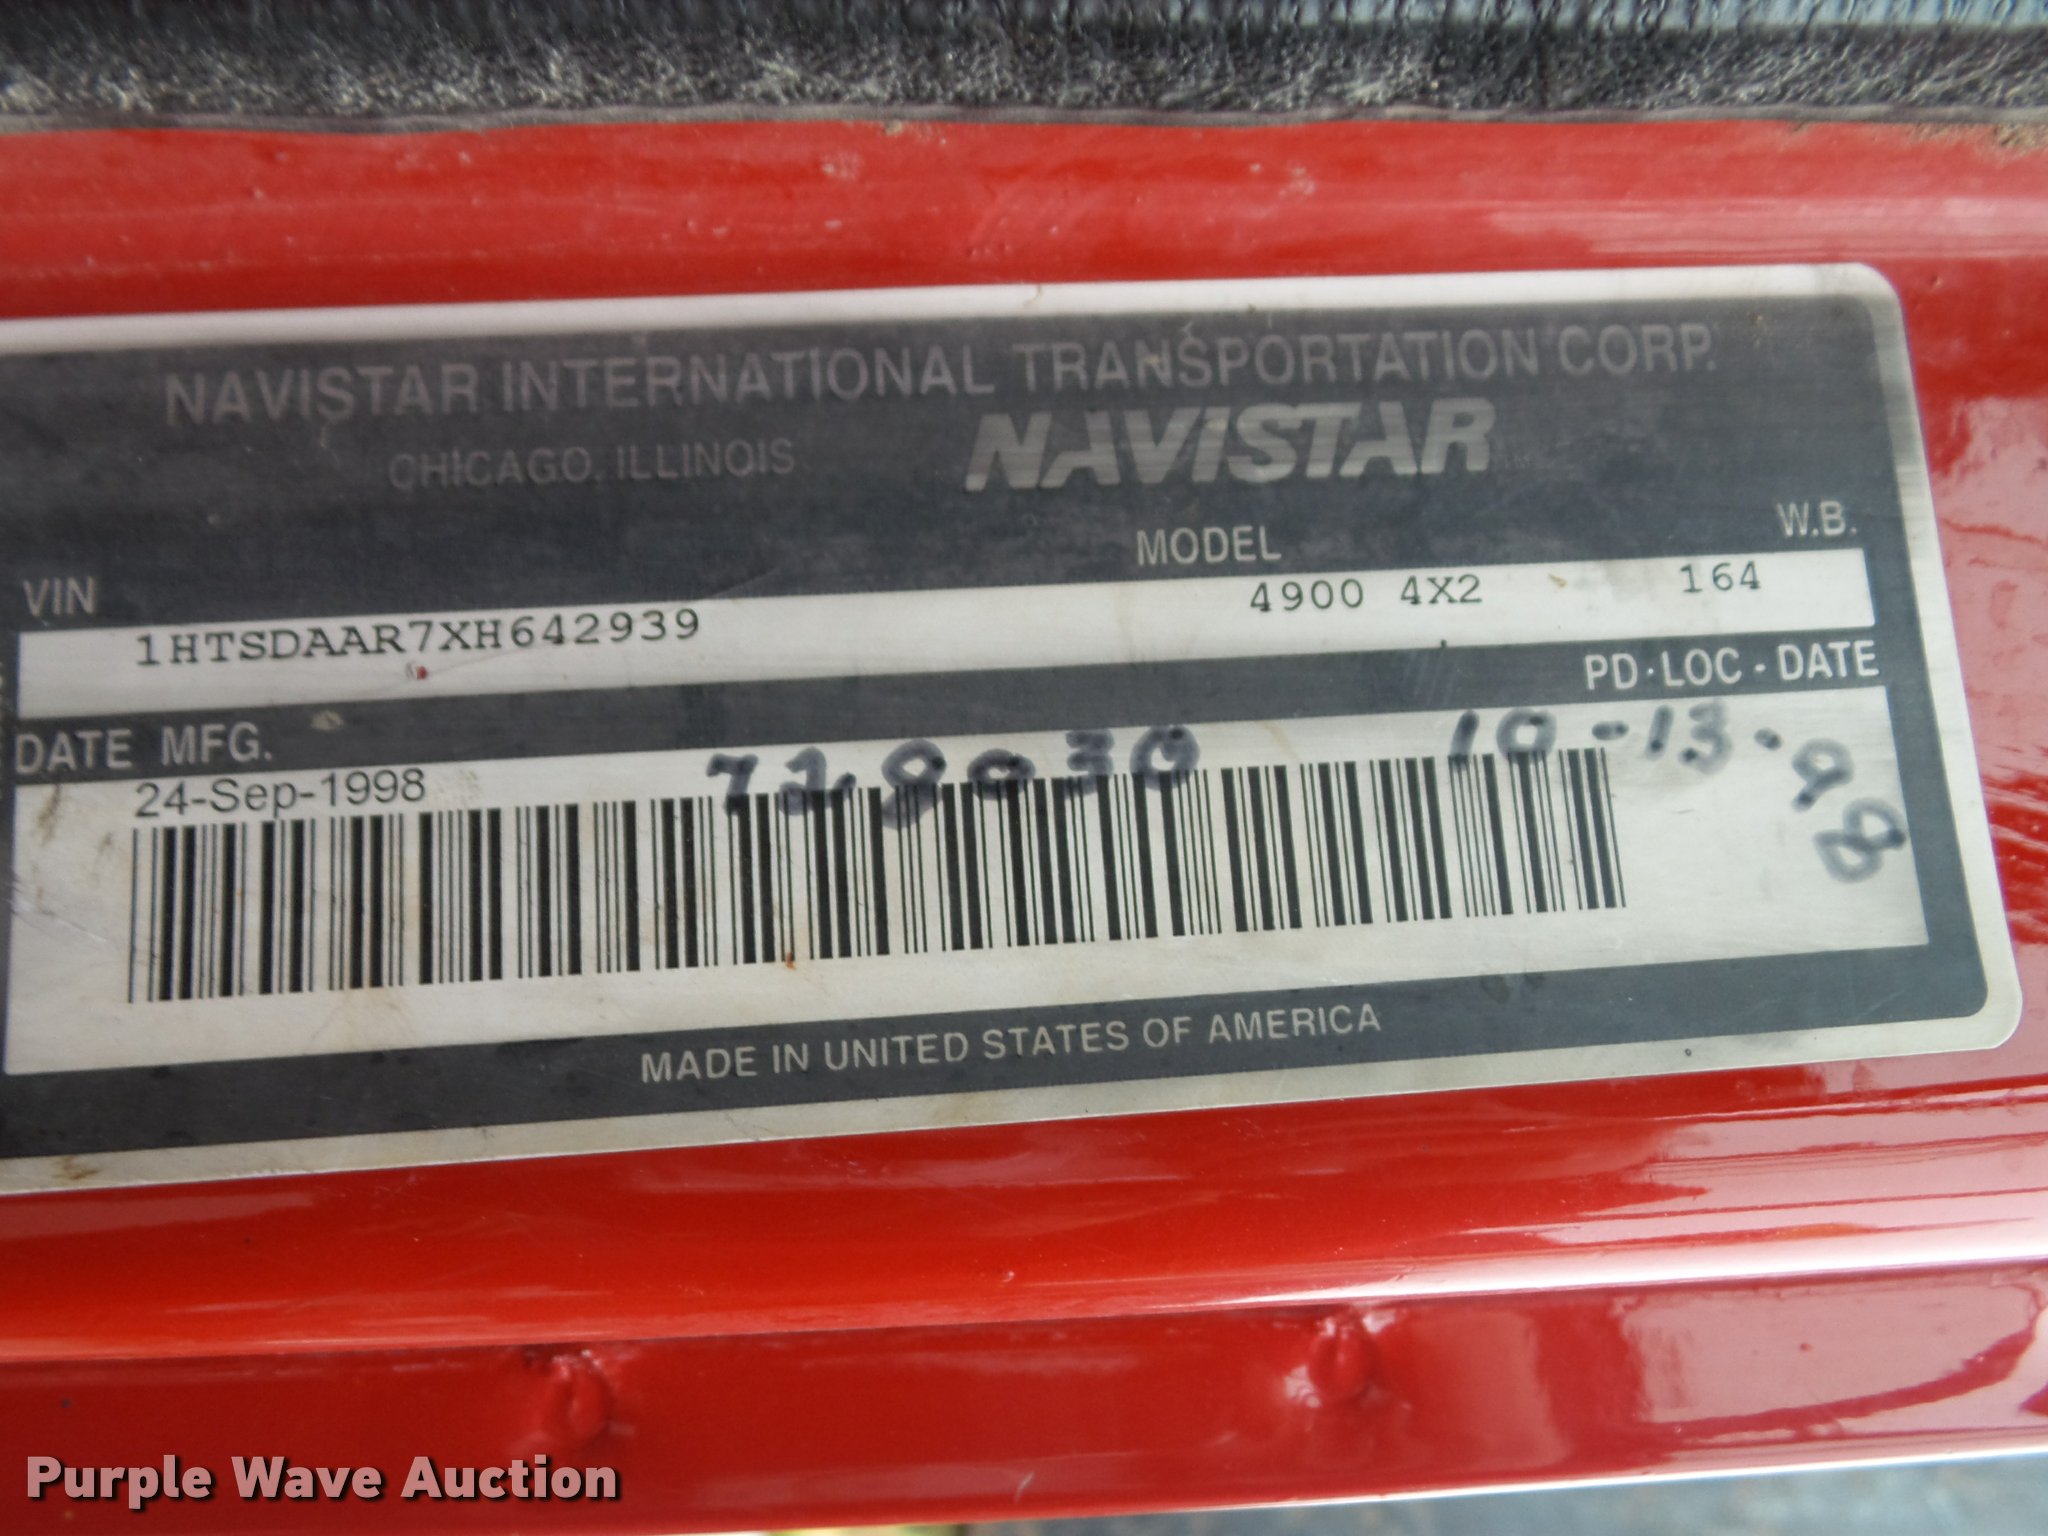 NAVISTAR INTERNATIONAL TRANSPORTATION CORP.
CHICAGO, ILLINOIS NAVISTAR
VIN MODEL W.B.
1HTSDAAR7XH642939 4900 4X2 164
DATE MFG. PD·LOC - DATE
24-Sep-1998 728030 10-13-98
MADE IN UNITED STATES OF AMERICA
Purple Wave Auction